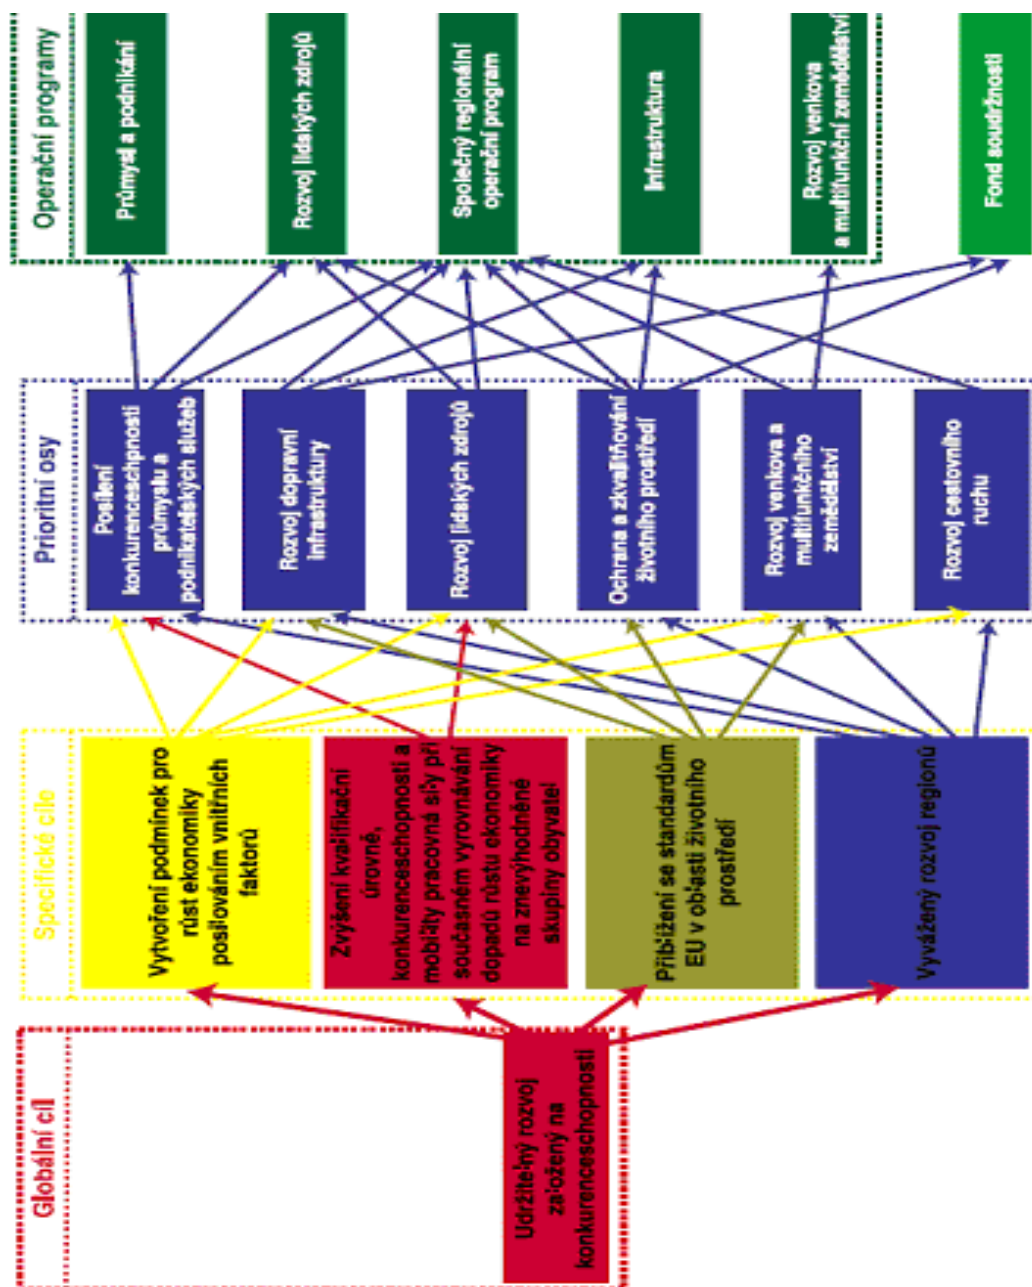 Globální cíl
Udržitelný rozvoj
založený na
konkurenceschopnosti
Specifické cíle
Vytvoření podmínek pro
růst ekonomiky
posilováním vnitřních
faktorů
Zvýšení kvalifikační
úrovně,
konkurenceschopnosti a
mobility pracovná síly při
současném vyrovnávání
dopadů růstu ekonomiky
na znevýhodněné
skupiny obyvatel
Přiblížení se standardům
EU v oblasti životního
prostředí
Vyvážený rozvoj regionů
Prioritní osy
Posílení
konkurenceschpnosti
průmyslu a
podnikatelských služeb
Rozvoj dopravní
infrastruktury
Rozvoj lidských zdrojů
Ochrana a zkvalitňování
životního prostředí
Rozvoj venkova a
multifunkčního
zemědělství
Rozvoj cestovního
ruchu
Operační programy
Průmysl a podnikání
Rozvoj lidských zdrojů
Společný regionální
operační program
Infrastruktura
Rozvoj venkova
a multifunkční zemědělství
Fond soudržnosti